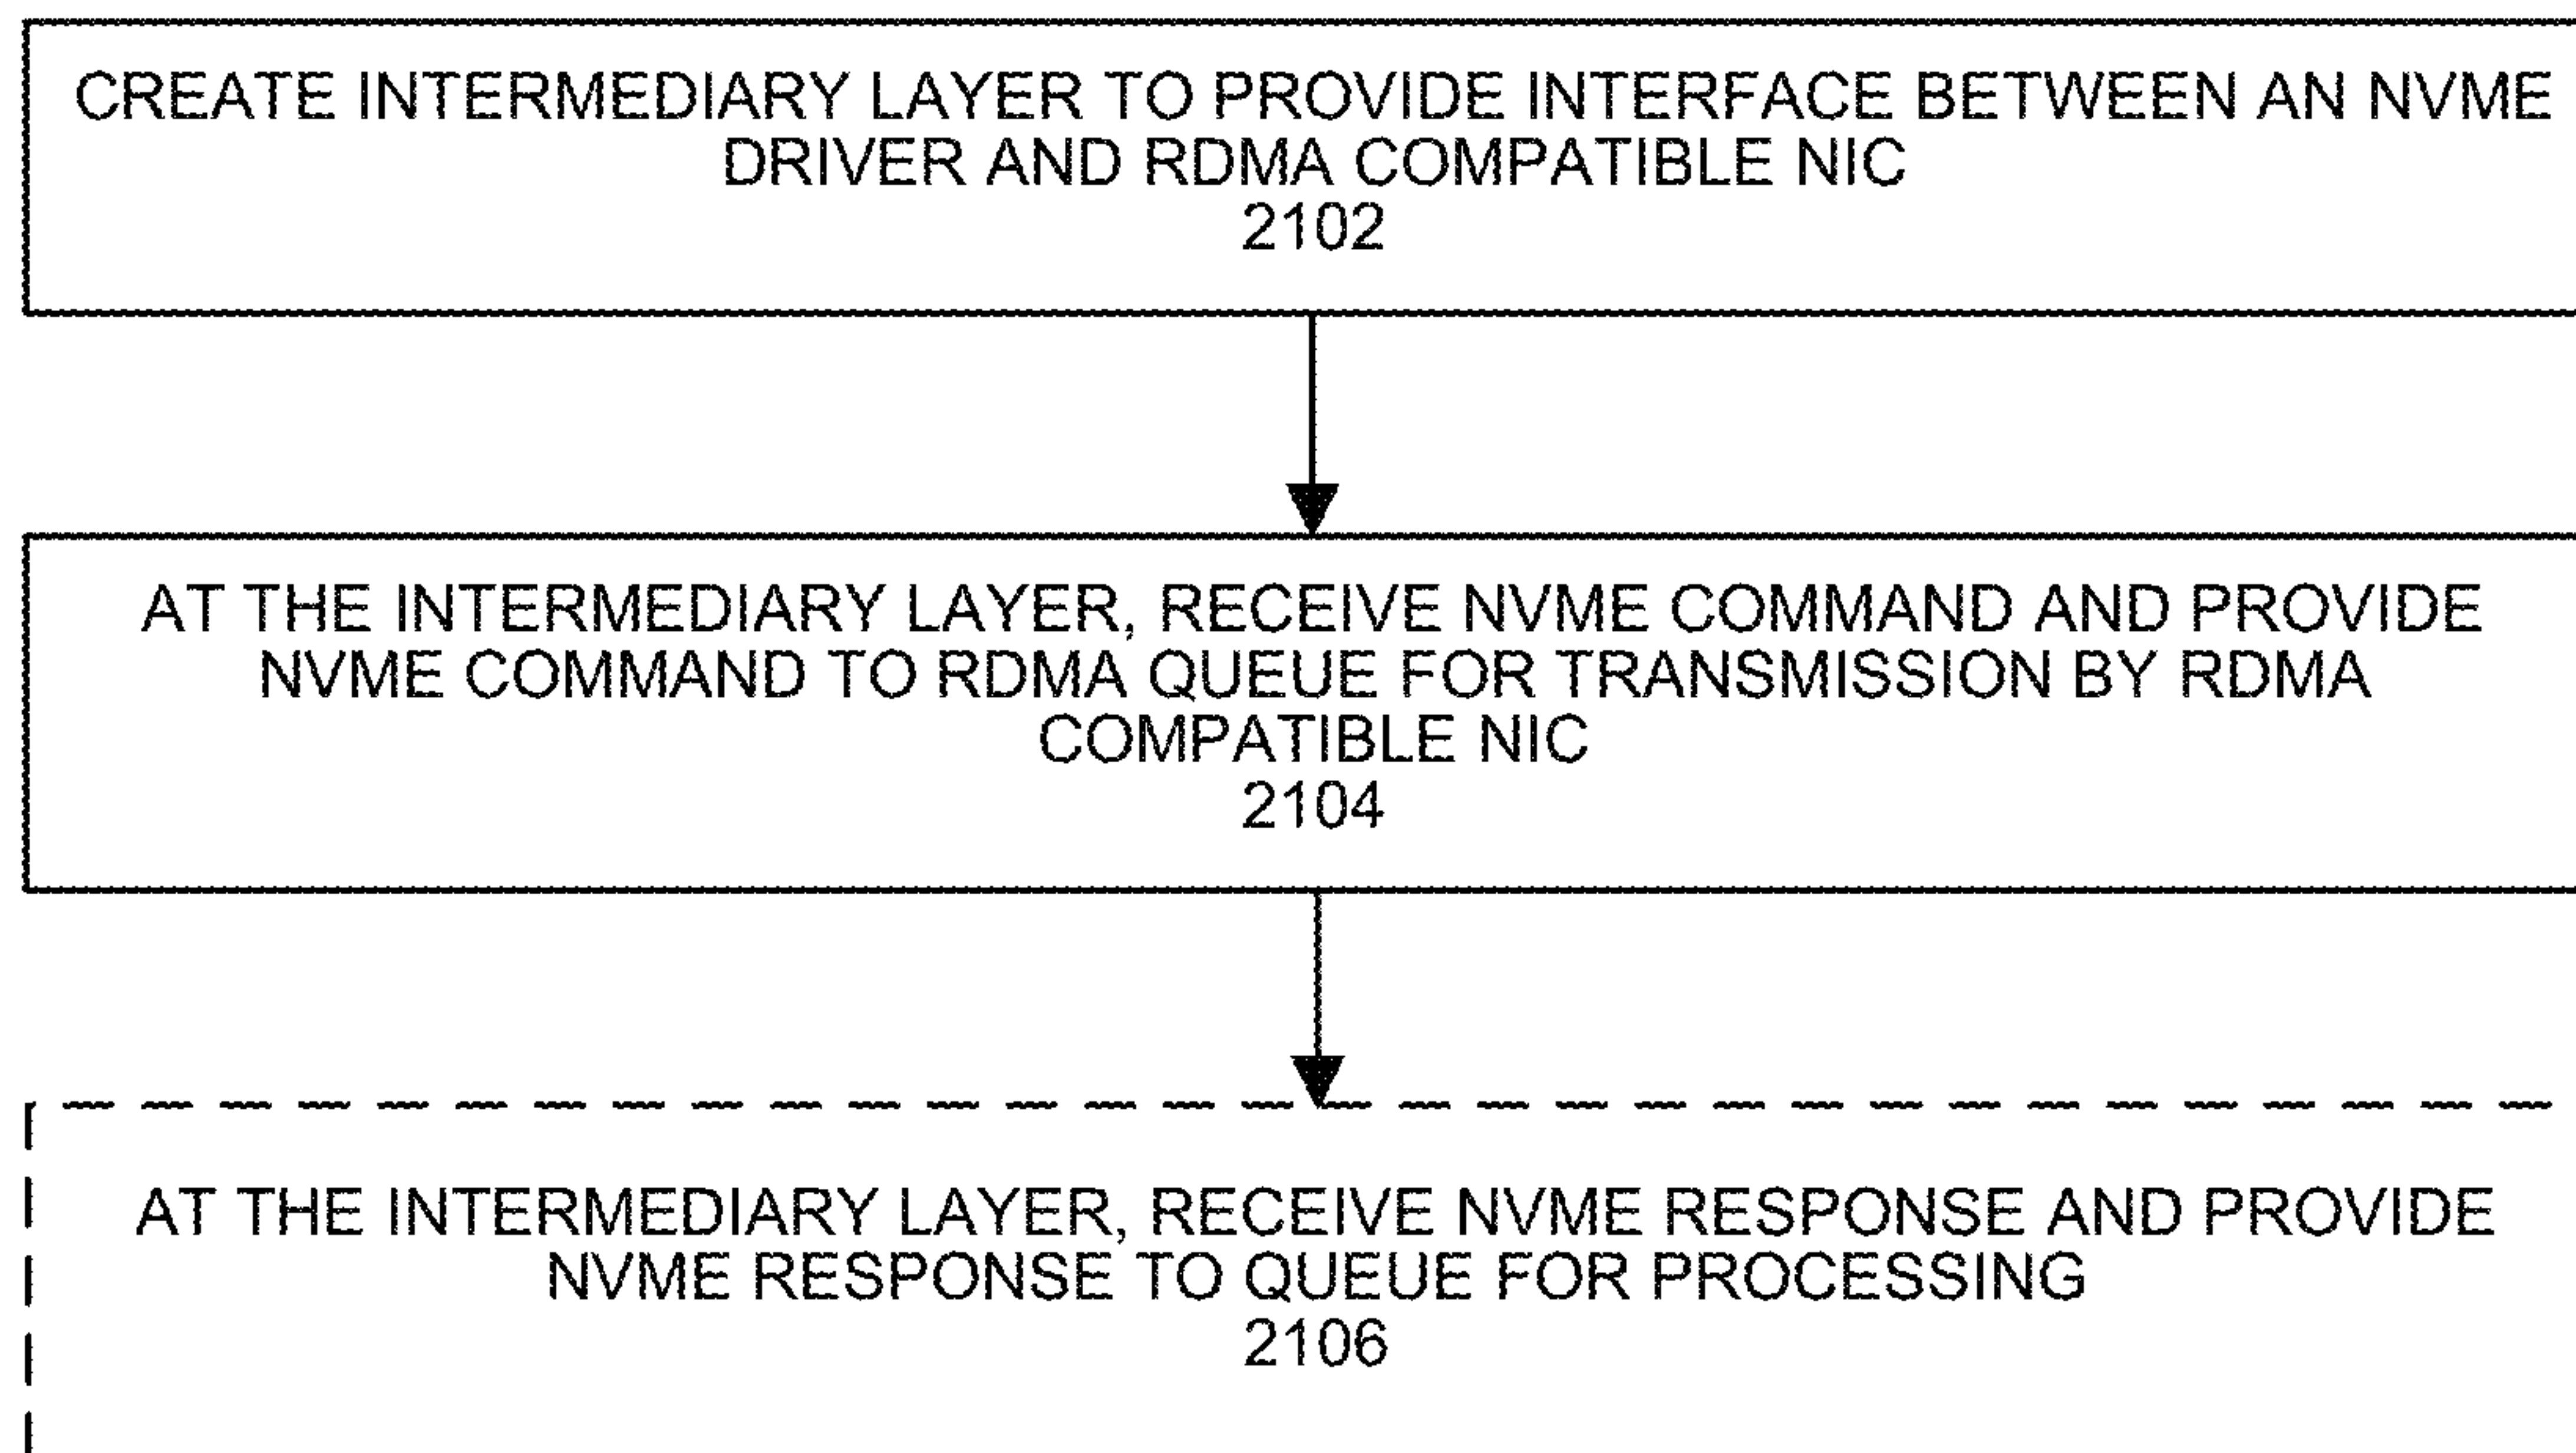 CREATE INTERMEDIARY LAYER TO PROVIDE INTERFACE BETWEEN AN NVME
DRIVER AND RDMA COMPATIBLE NIC
2102
AT THE INTERMEDIARY LAYER, RECEIVE NVME COMMAND AND PROVIDE
NVME COMMAND TO RDMA QUEUE FOR TRANSMISSION BY RDMA
COMPATIBLE NIC
2104
AT THE INTERMEDIARY LAYER, RECEIVE NVME RESPONSE AND PROVIDE
NVME RESPONSE TO QUEUE FOR PROCESSING
2106